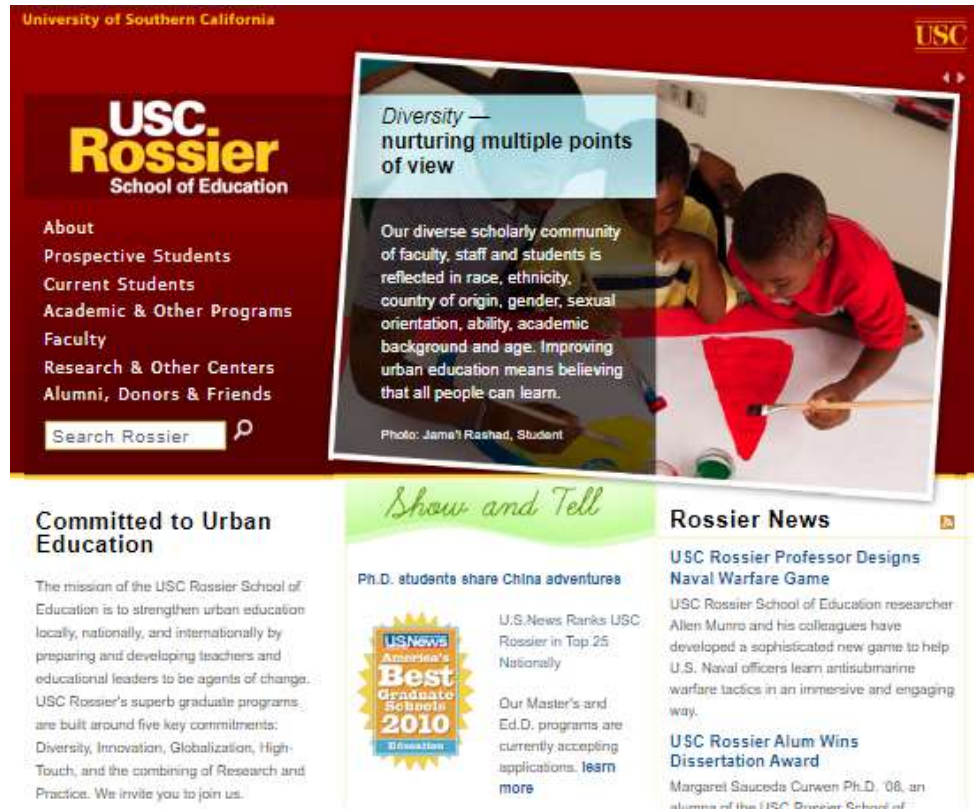 University of Southern California
USC
USC
Rossier
School of Education
About
Prospective Students
Current Students
Academic & Other Programs
Faculty
Research & Other Centers
Alumni, Donors & Friends
Search Rossier
Diversity —
nurturing multiple points
of view
Our diverse scholarly community
of faculty, staff and students is
reflected in race, ethnicity,
country of origin, gender, sexual
orientation, ability, academic
background and age. Improving
urban education means believing
that all people can learn.
Photo: Jame'l Rashad, Student
Committed to Urban
Education
The mission of the USC Rossier School of
Education is to strengthen urban education
locally, nationally, and internationally by
preparing and developing teachers and
educational leaders to be agents of change.
USC Rossier's superb graduate programs
are built around five key commitments:
Diversity, Innovation, Globalization, High-
Touch, and the combining of Research and
Practice. We invite you to join us.
Show and Tell
Ph.D. students share China adventures
U.S.News
America's
Best
Graduate
Schools
2010
Education
U.S.News Ranks USC
Rossier in Top 25
Nationally
Our Master's and
Ed.D. programs are
currently accepting
applications. learn
more
Rossier News
USC Rossier Professor Designs
Naval Warfare Game
USC Rossier School of Education researcher
Allen Munro and his colleagues have
developed a sophisticated new game to help
U.S. Naval officers learn antisubmarine
warfare tactics in an immersive and engaging
way.
USC Rossier Alum Wins
Dissertation Award
Margaret Sauceda Curwen Ph.D. '08, an
alumna of the USC Rossier School of